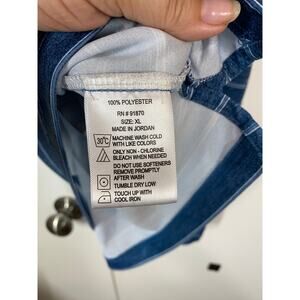 100% POLYESTER
RN # 91870
SIZE: XL
MADE IN JORDAN
30°C
MACHINE WASH COLD
WITH LIKE COLORS
ONLY NON - CHLORINE
BLEACH WHEN NEEDED
DO NOT USE SOFTENERS
REMOVE PROMPTLY
AFTER WASH
TUMBLE DRY LOW
TOUCH UP WITH
COOL IRON